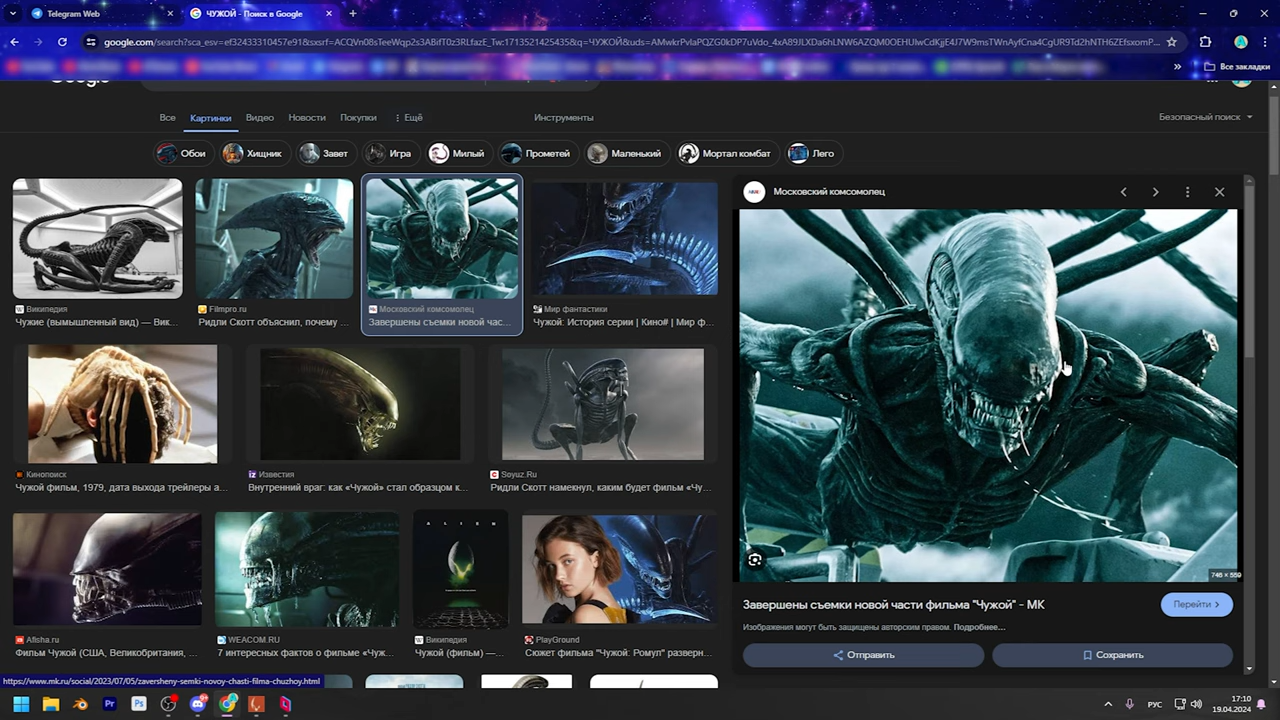 Telegram Web
ЧУЖОЙ - Поиск в Google
google.com/search?sca_esv=ef32433310457e91&sxsrf=
Все закладки
Все Картинки Видео Новости Покупки Ещё Инструменты Безопасный поиск
Обои Хищник Завет Игра Милый Прометей Маленький Мортал комбат Лего
Московский комсомолец
Википедия
Чужие (вымышленный вид) — Вик...
Filmpro.ru
Ридли Скотт объяснил, почему ...
Московский комсомолец
Завершены съемки новой час...
Мир фантастики
Чужой: История серии | Кино# | Мир ф...
Кинопоиск
Чужой фильм, 1979, дата выхода трейлеры а...
Известия
Внутренний враг: как «Чужой» стал образцом к...
Soyuz.Ru
Ридли Скотт намекнул, каким будет фильм «Чу...
ALIEN
Afisha.ru
Фильм Чужой (США, Великобритания, ...
WEACOM.RU
7 интересных фактов о фильме «Чуж...
Википедия
Чужой (фильм) —...
PlayGround
Сюжет фильма "Чужой: Ромул" разверн...
746 × 559
Завершены съемки новой части фильма "Чужой" - МК
Перейти
Изображения могут быть защищены авторским правом. Подробнее...
Отправить
Сохранить
https://www.mk.ru/social/2023/07/05/zaversheny-semki-novoy-chasti-filma-chuzhoy.html
Pr
Ps
РУС
17:10
19.04.2024